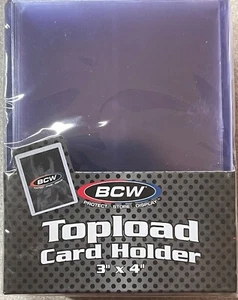 BCW
BCW
PROTECT. STORE. DISPLAY.
Topload
Card Holder
3" x 4"